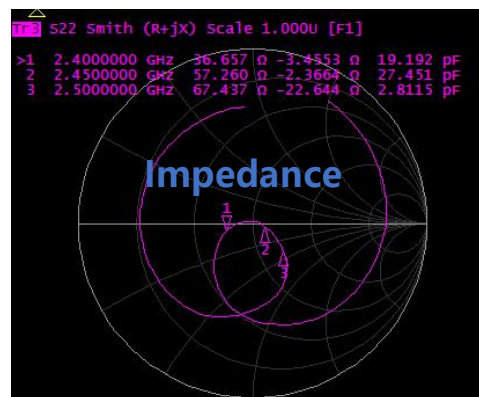 Tr3 S22 Smith (R+jX) Scale 1.000U [F1]
>1 2.4000000 GHz 36.657 Ω -3.4553 Ω 19.192 pF
2 2.4500000 GHz 57.260 Ω -2.3664 Ω 27.451 pF
3 2.5000000 GHz 67.437 Ω -22.644 Ω 2.8115 pF
Impedance
1
2
3